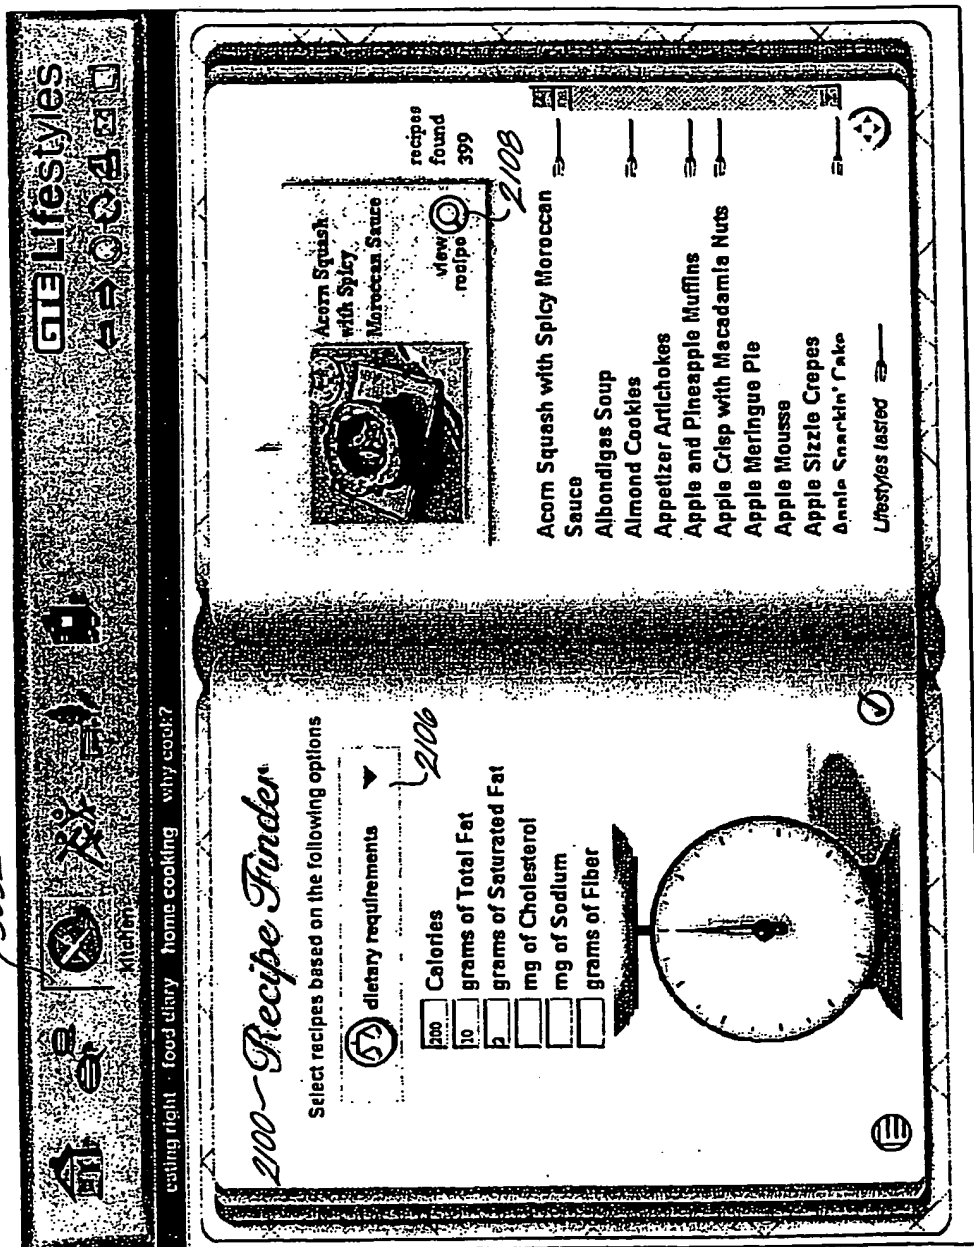 GTE Lifestyles
kitchen
eating right · food diary home cooking why cook?
2100 Recipe Finder
Select recipes based on the following options
dietary requirements
2106
200 Calories
10 grams of Total Fat
grams of Saturated Fat
mg of Cholesterol
mg of Sodium
grams of Fiber
Acorn Squash
with Spicy
Moroccan Sauce
view
recipe
2108
recipes
found
399
Acorn Squash with Spicy Moroccan
Sauce
Albondigas Soup
Almond Cookies
Appetizer Artichokes
Apple and Pineapple Muffins
Apple Crisp with Macadamia Nuts
Apple Meringue Pie
Apple Mousse
Apple Sizzle Crepes
Apple Snackin' Cake
Lifestyles tasted